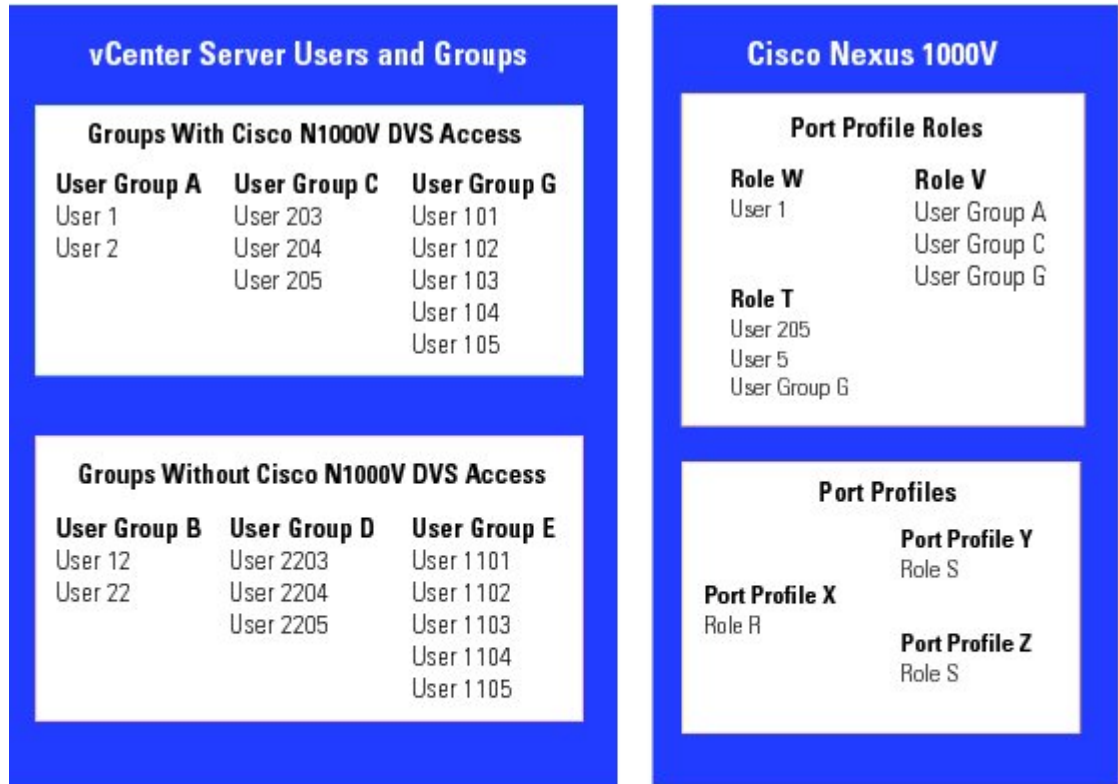 vCenter Server Users and Groups
Groups With Cisco N1000V DVS Access
User Group A
User 1
User 2
User Group C
User 203
User 204
User 205
User Group G
User 101
User 102
User 103
User 104
User 105
Groups Without Cisco N1000V DVS Access
User Group B
User 12
User 22
User Group D
User 2203
User 2204
User 2205
User Group E
User 1101
User 1102
User 1103
User 1104
User 1105
Cisco Nexus 1000V
Port Profile Roles
Role W
User 1
Role V
User Group A
User Group C
User Group G
Role T
User 205
User 5
User Group G
Port Profiles
Port Profile X
Role R
Port Profile Y
Role S
Port Profile Z
Role S